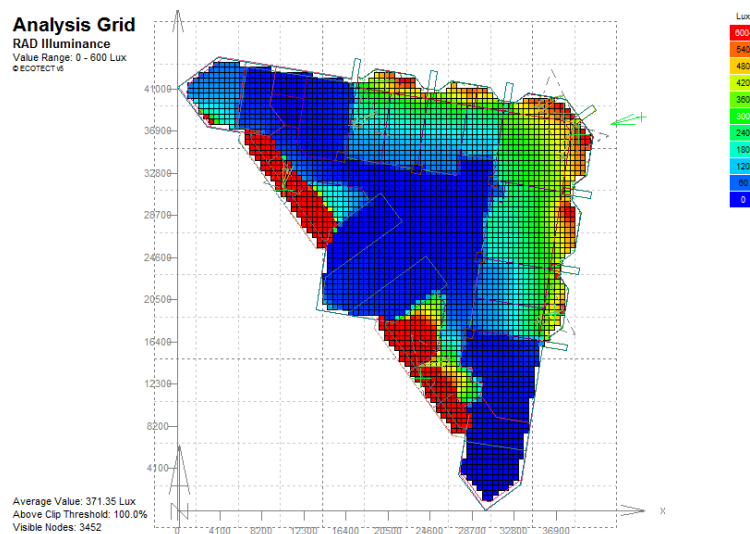 Analysis Grid
RAD Illuminance
Value Range: 0 - 600 Lux
© ECOTECT v5
Lux
600
540
480
420
360
300
240
180
120
60
0
41000
36900
32800
28700
24600
20500
16400
12300
8200
4100
Average Value: 371.35 Lux
Above Clip Threshold: 100.0%
Visible Nodes: 3452
0 4100 8200 12300 16400 20500 24600 28700 32800 36900
X